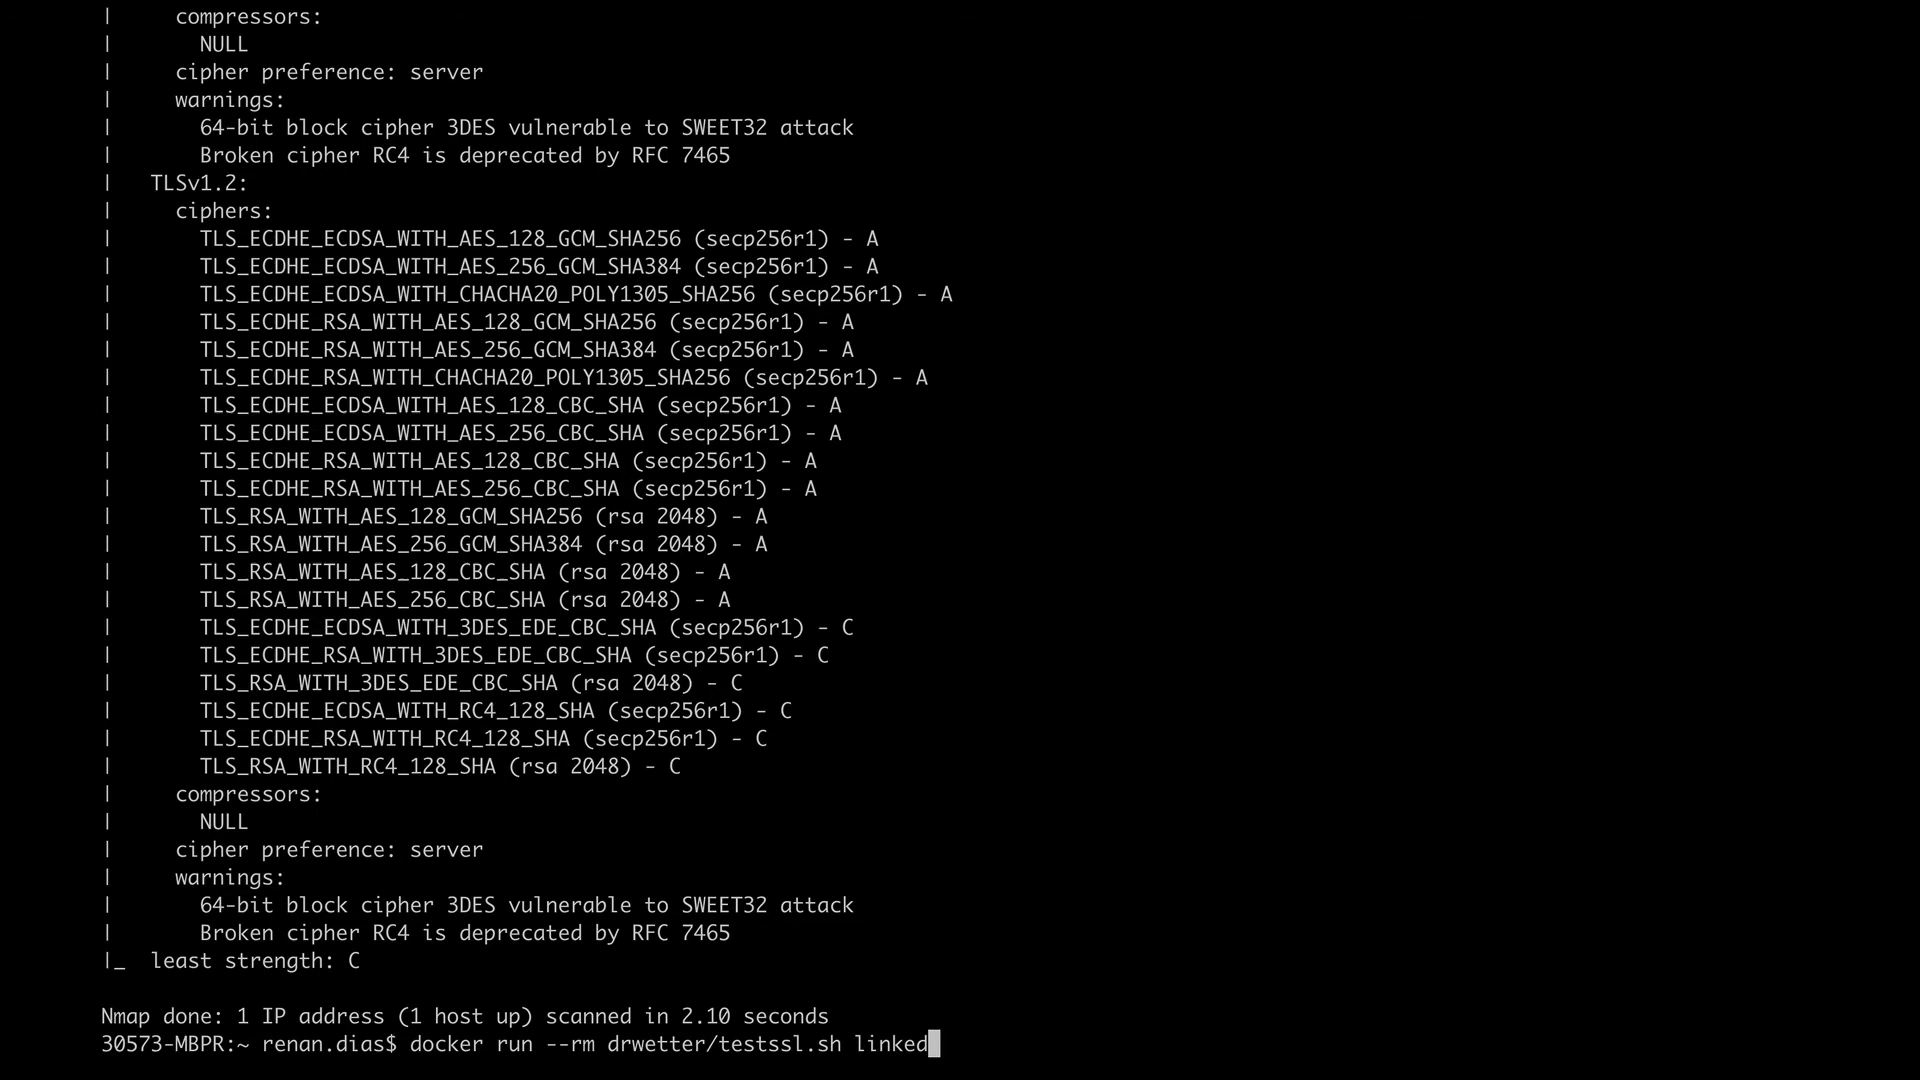 |     compressors:
|       NULL
|     cipher preference: server
|     warnings:
|       64-bit block cipher 3DES vulnerable to SWEET32 attack
|       Broken cipher RC4 is deprecated by RFC 7465
|   TLSv1.2:
|     ciphers:
|       TLS_ECDHE_ECDSA_WITH_AES_128_GCM_SHA256 (secp256r1) - A
|       TLS_ECDHE_ECDSA_WITH_AES_256_GCM_SHA384 (secp256r1) - A
|       TLS_ECDHE_ECDSA_WITH_CHACHA20_POLY1305_SHA256 (secp256r1) - A
|       TLS_ECDHE_RSA_WITH_AES_128_GCM_SHA256 (secp256r1) - A
|       TLS_ECDHE_RSA_WITH_AES_256_GCM_SHA384 (secp256r1) - A
|       TLS_ECDHE_RSA_WITH_CHACHA20_POLY1305_SHA256 (secp256r1) - A
|       TLS_ECDHE_ECDSA_WITH_AES_128_CBC_SHA (secp256r1) - A
|       TLS_ECDHE_ECDSA_WITH_AES_256_CBC_SHA (secp256r1) - A
|       TLS_ECDHE_RSA_WITH_AES_128_CBC_SHA (secp256r1) - A
|       TLS_ECDHE_RSA_WITH_AES_256_CBC_SHA (secp256r1) - A
|       TLS_RSA_WITH_AES_128_GCM_SHA256 (rsa 2048) - A
|       TLS_RSA_WITH_AES_256_GCM_SHA384 (rsa 2048) - A
|       TLS_RSA_WITH_AES_128_CBC_SHA (rsa 2048) - A
|       TLS_RSA_WITH_AES_256_CBC_SHA (rsa 2048) - A
|       TLS_ECDHE_ECDSA_WITH_3DES_EDE_CBC_SHA (secp256r1) - C
|       TLS_ECDHE_RSA_WITH_3DES_EDE_CBC_SHA (secp256r1) - C
|       TLS_RSA_WITH_3DES_EDE_CBC_SHA (rsa 2048) - C
|       TLS_ECDHE_ECDSA_WITH_RC4_128_SHA (secp256r1) - C
|       TLS_ECDHE_RSA_WITH_RC4_128_SHA (secp256r1) - C
|       TLS_RSA_WITH_RC4_128_SHA (rsa 2048) - C
|     compressors:
|       NULL
|     cipher preference: server
|     warnings:
|       64-bit block cipher 3DES vulnerable to SWEET32 attack
|       Broken cipher RC4 is deprecated by RFC 7465
|_  least strength: C

Nmap done: 1 IP address (1 host up) scanned in 2.10 seconds
30573-MBPR:~ renan.dias$ docker run --rm drwetter/testssl.sh linked